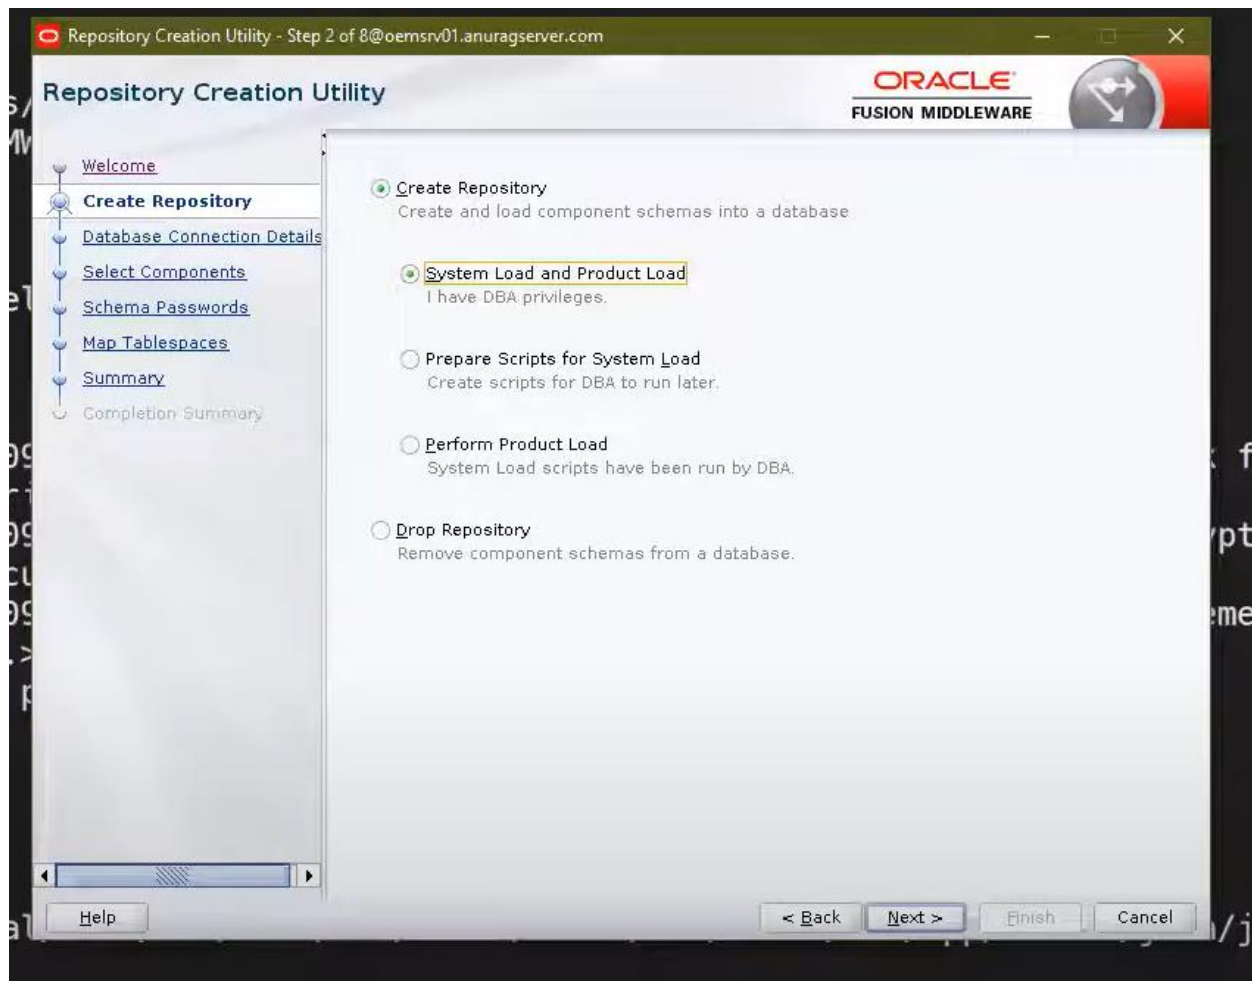 Repository Creation Utility - Step 2 of 8@oemsrv01.anuragserver.com
Repository Creation Utility
ORACLE
FUSION MIDDLEWARE
Welcome
Create Repository
Database Connection Details
Select Components
Schema Passwords
Map Tablespaces
Summary
Completion Summary
Create Repository
Create and load component schemas into a database
System Load and Product Load
I have DBA privileges.
Prepare Scripts for System Load
Create scripts for DBA to run later.
Perform Product Load
System Load scripts have been run by DBA.
Drop Repository
Remove component schemas from a database.
Help
< Back
Next >
Finish
Cancel